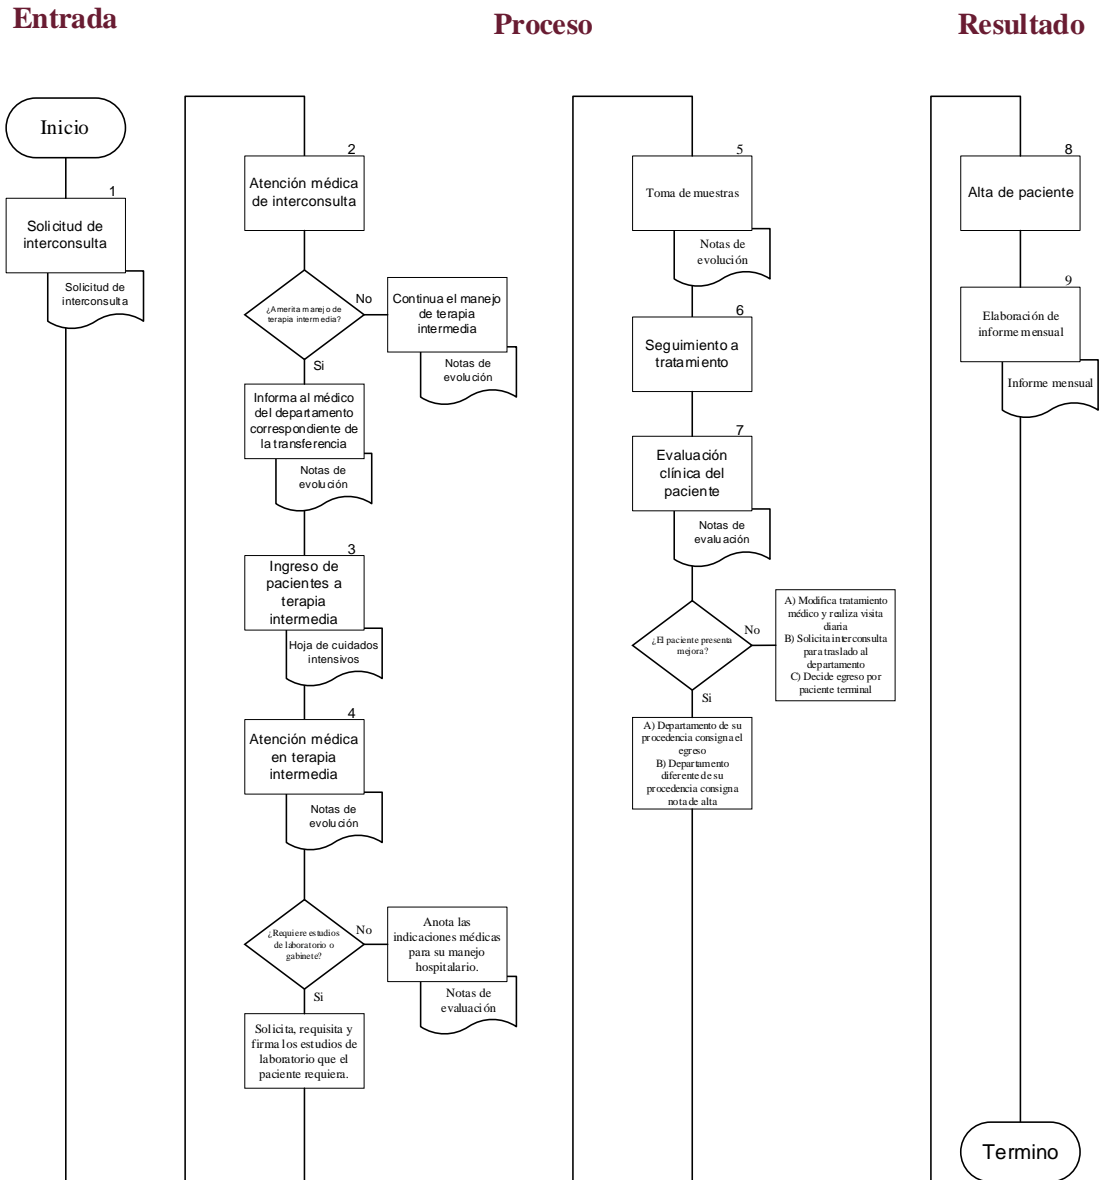 Entrada
Proceso
Resultado
Inicio
1
Solicitud de
interconsulta
Solicitud de
interconsulta
2
Atención médica
de interconsulta
¿Amerita manejo de
terapia intermedia?
No
Continua el manejo
de terapia
intermedia
Notas de
evolución
Si
Informa al médico
del departamento
correspondiente de
la transferencia
Notas de
evolución
3
Ingreso de
pacientes a
terapia
intermedia
Hoja de cuidados
intensivos
4
Atención médica
en terapia
intermedia
Notas de
evolución
¿Requiere estudios
de laboratorio o
gabinete?
No
Anota las
indicaciones médicas
para su manejo
hospitalario.
Notas de
evaluación
Si
Solicita, requisita y
firma los estudios de
laboratorio que el
paciente requiera.
5
Toma de muestras
Notas de
evolución
6
Seguimiento a
tratamiento
7
Evaluación
clínica del
paciente
Notas de
evaluación
¿El paciente presenta
mejora?
No
A) Modifica tratamiento
médico y realiza visita
diaria
B) Solicita interconsulta
para traslado al
departamento
C) Decide egreso por
paciente terminal
Si
A) Departamento de su
procedencia consigna el
egreso
B) Departamento
diferente de su
procedencia consigna
nota de alta
8
Alta de paciente
9
Elaboración de
informe mensual
Informe mensual
Termino